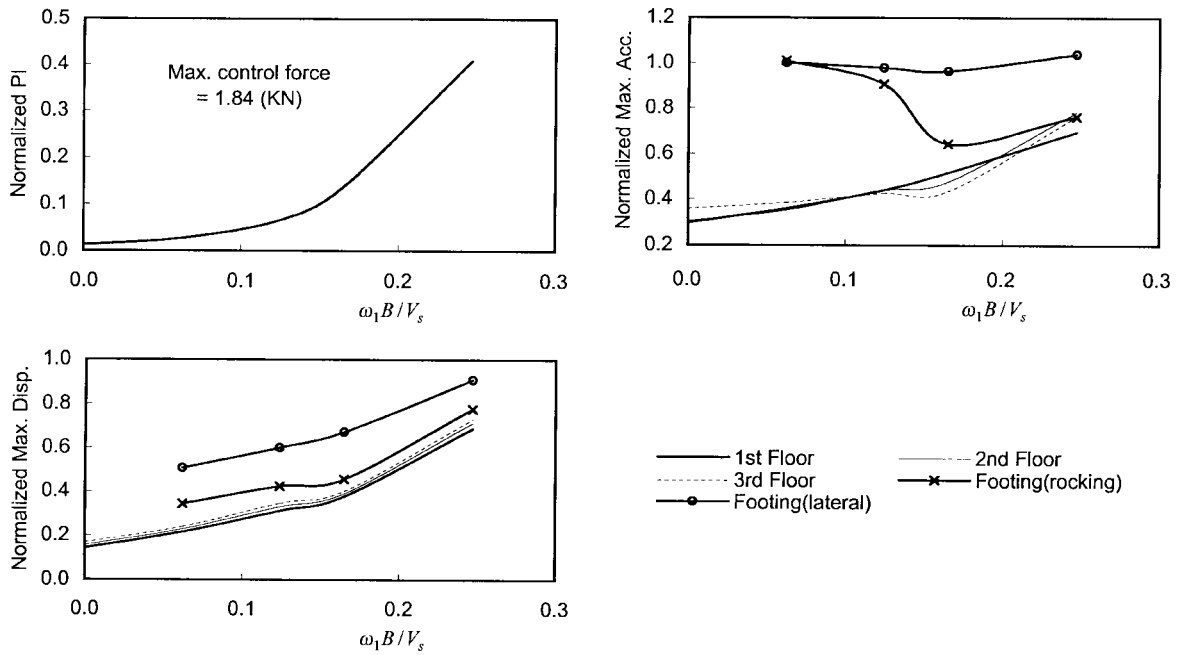 Normalized PI
0.5
0.4
0.3
0.2
0.1
0.0
Max. control force
= 1.84 (KN)
0.0 0.1 0.2 0.3
ω₁B/Vₛ
Normalized Max. Acc.
1.2
1.0
0.8
0.6
0.4
0.2
0.0 0.1 0.2 0.3
ω₁B/Vₛ
Normalized Max. Disp.
1.0
0.8
0.6
0.4
0.2
0.0
0.0 0.1 0.2 0.3
ω₁B/Vₛ
1st Floor 2nd Floor
3rd Floor Footing(rocking)
Footing(lateral)